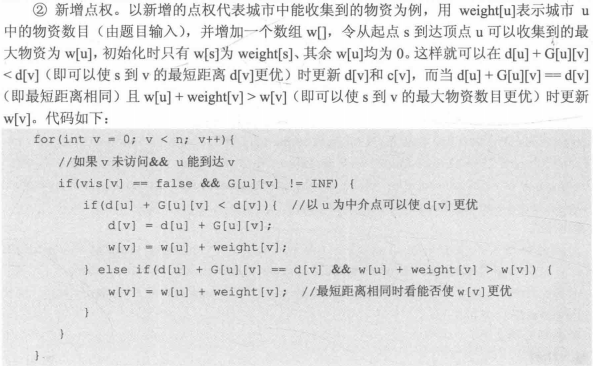 ② 新增点权。以新增的点权代表城市中能收集到的物资为例，用 weight[u]表示城市 u
中的物资数目（由题目输入），并增加一个数组 w[]，令从起点 s 到达顶点 u 可以收集到的最
大物资为 w[u]，初始化时只有 w[s]为 weight[s]、其余 w[u]均为 0。这样就可以在 d[u] + G[u][v]
< d[v]（即可以使 s 到 v 的最短距离 d[v]更优）时更新 d[v]和 c[v]，而当 d[u] + G[u][v] == d[v]
（即最短距离相同）且 w[u] + weight[v] > w[v]（即可以使 s 到 v 的最大物资数目更优）时更新
w[v]。代码如下：
for(int v = 0; v < n; v++){
//如果 v 未访问&& u 能到达 v
if(vis[v] == false && G[u][v] != INF) {
if(d[u] + G[u][v] < d[v]){ //以 u 为中介点可以使 d[v]更优
d[v] = d[u] + G[u][v];
w[v] = w[u] + weight[v];
} else if(d[u] + G[u][v] == d[v] && w[u] + weight[v] > w[v]) {
w[v] = w[u] + weight[v]; //最短距离相同时看能否使 w[v]更优
}
}
}